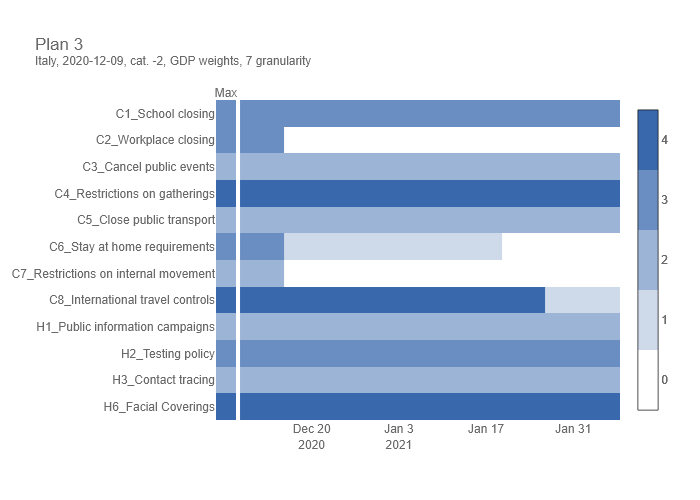 Plan 3
Italy, 2020-12-09, cat. -2, GDP weights, 7 granularity
Max
C1_School closing
C2_Workplace closing
C3_Cancel public events
C4_Restrictions on gatherings
C5_Close public transport
C6_Stay at home requirements
C7_Restrictions on internal movement
C8_International travel controls
H1_Public information campaigns
H2_Testing policy
H3_Contact tracing
H6_Facial Coverings
Dec 20 Jan 3 Jan 17 Jan 31
2020 2021
4
3
2
1
0